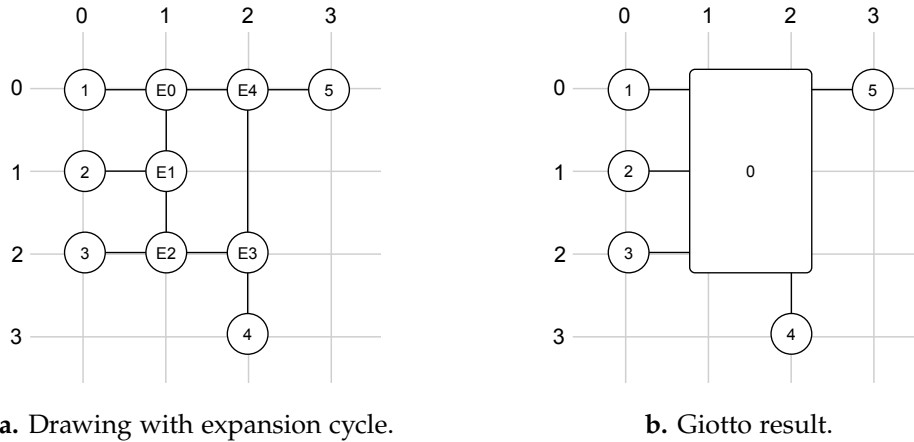 0 1 2 3 0 1 2 3
0 1 E0 E4 5 0 1 5
1 2 E1 1 2 0
2 3 E2 E3 2 3
3 4 3 4
a. Drawing with expansion cycle. b. Giotto result.